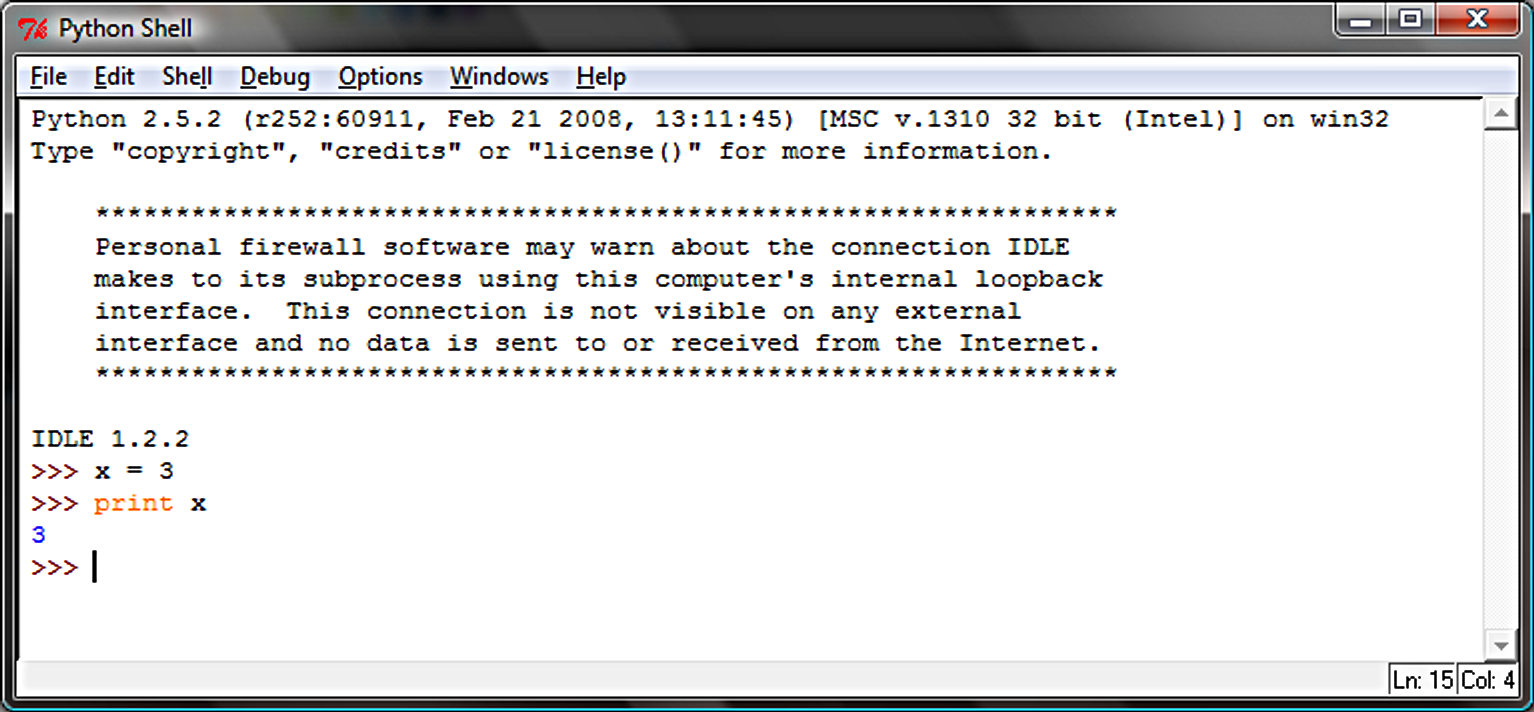 Python Shell
File Edit Shell Debug Options Windows Help
Python 2.5.2 (r252:60911, Feb 21 2008, 13:11:45) [MSC v.1310 32 bit (Intel)] on win32
Type "copyright", "credits" or "license()" for more information.
****************************************************************
Personal firewall software may warn about the connection IDLE
makes to its subprocess using this computer's internal loopback
interface.  This connection is not visible on any external
interface and no data is sent to or received from the Internet.
****************************************************************
IDLE 1.2.2
>>> x = 3
>>> print x
3
>>>
Ln: 15 Col: 4